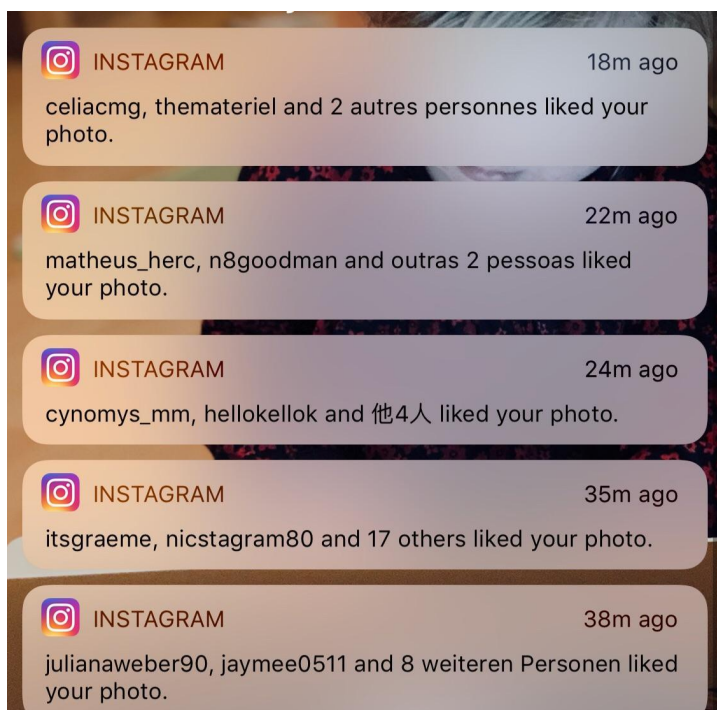 INSTAGRAM 18m ago
celiacmg, themateriel and 2 autres personnes liked your
photo.
INSTAGRAM 22m ago
matheus_herc, n8goodman and outras 2 pessoas liked
your photo.
INSTAGRAM 24m ago
cynomys_mm, hellokellok and 他4人 liked your photo.
INSTAGRAM 35m ago
itsgraeme, nicstagram80 and 17 others liked your photo.
INSTAGRAM 38m ago
julianaweber90, jaymee0511 and 8 weiteren Personen liked
your photo.